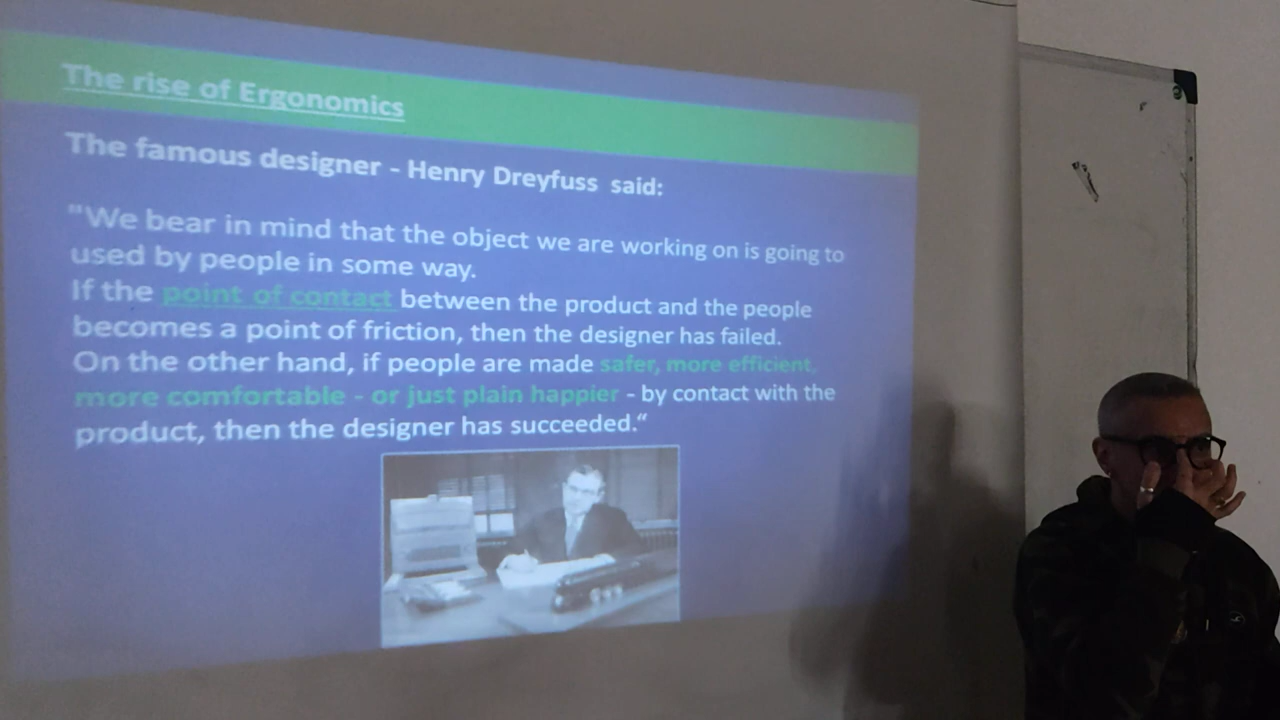 The rise of Ergonomics
The famous designer - Henry Dreyfuss said:
"We bear in mind that the object we are working on is going to
used by people in some way.
If the point of contact between the product and the people
becomes a point of friction, then the designer has failed.
On the other hand, if people are made safer, more efficient,
more comfortable - or just plain happier - by contact with the
product, then the designer has succeeded.“